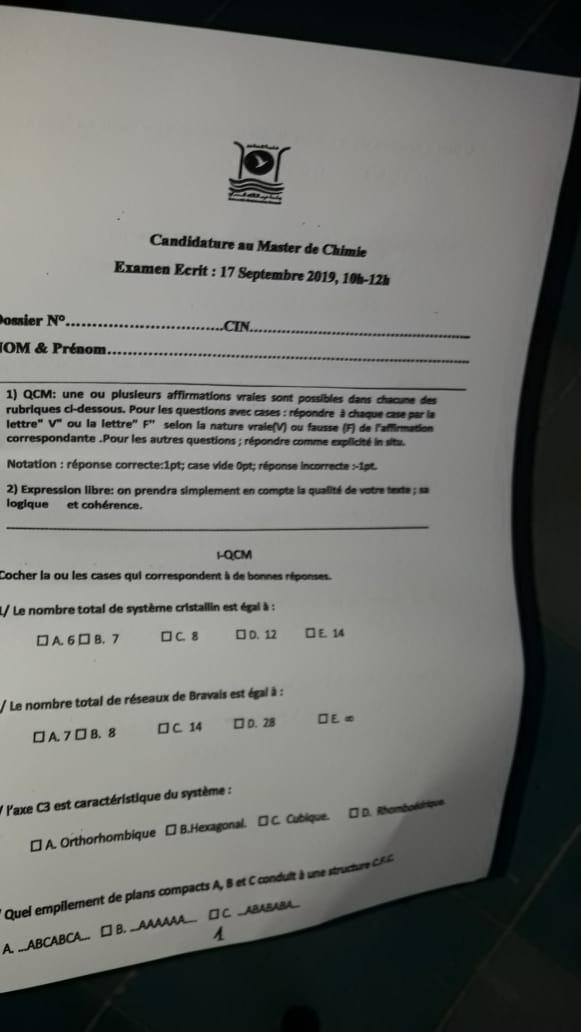 Candidature au Master de Chimie
Examen Ecrit : 17 Septembre 2019, 10h-12h
Dossier N°..............................CIN..........................................
NOM & Prénom......................................................................
1) QCM: une ou plusieurs affirmations vraies sont possibles dans chacune des
rubriques ci-dessous. Pour les questions avec cases : répondre à chaque case par la
lettre" V" ou la lettre" F" selon la nature vraie(V) ou fausse (F) de l'affirmation
correspondante .Pour les autres questions ; répondre comme explicité in situ.
Notation : réponse correcte:1pt; case vide 0pt; réponse incorrecte :-1pt.
2) Expression libre: on prendra simplement en compte la qualité de votre texte ; sa
logique et cohérence.
I-QCM
Cocher la ou les cases qui correspondent à de bonnes réponses.
/ Le nombre total de système cristallin est égal à :
☐ A. 6 ☐ B. 7 ☐ C. 8 ☐ D. 12 ☐ E. 14
/ Le nombre total de réseaux de Bravais est égal à :
☐ A. 7 ☐ B. 8 ☐ C. 14 ☐ D. 28 ☐ E. ∞
/ l'axe C3 est caractéristique du système :
☐ A. Orthorhombique ☐ B.Hexagonal. ☐ C. Cubique. ☐ D. Rhomboédrique
Quel empilement de plans compacts A, B et C conduit à une structure C.F.C
A. ...ABCABCA... ☐ B. ...AAAAAA.... ☐ C. ...ABABABA...
1